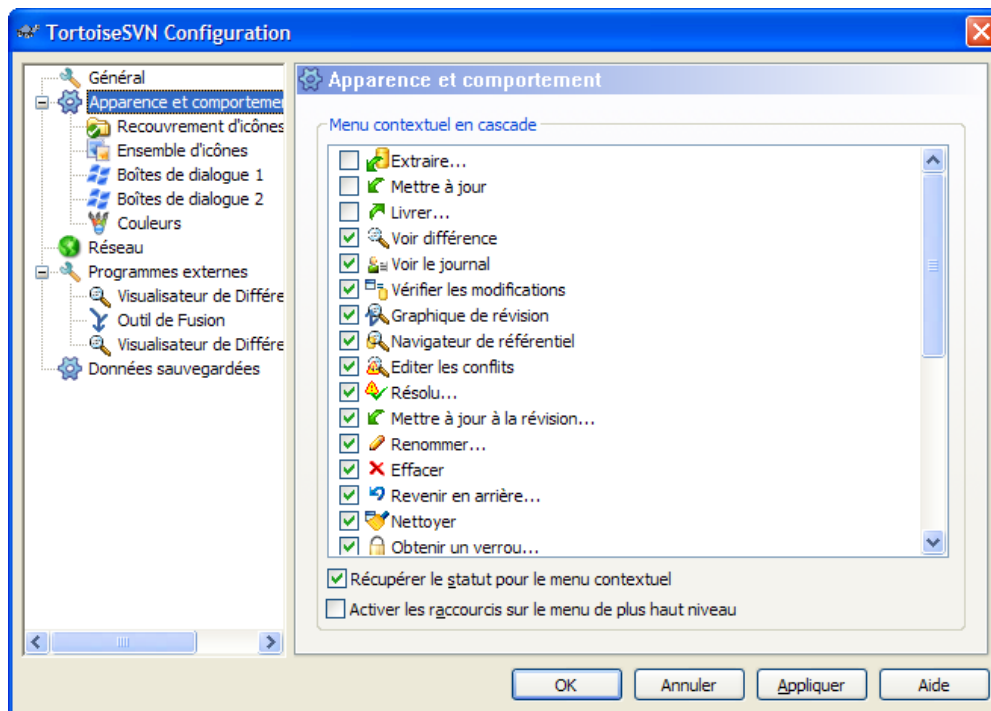 TortoiseSVN Configuration
Général
Apparence et comporteme
Recouvrement d'icônes
Ensemble d'icônes
Boîtes de dialogue 1
Boîtes de dialogue 2
Couleurs
Réseau
Programmes externes
Visualisateur de Différe
Outil de Fusion
Visualisateur de Différe
Données sauvegardées
Apparence et comportement
Menu contextuel en cascade
Extraire...
Mettre à jour
Livrer...
Voir différence
Voir le journal
Vérifier les modifications
Graphique de révision
Navigateur de référentiel
Editer les conflits
Résolu...
Mettre à jour à la révision...
Renommer...
Effacer
Revenir en arrière...
Nettoyer
Obtenir un verrou...
Récupérer le statut pour le menu contextuel
Activer les raccourcis sur le menu de plus haut niveau
OK
Annuler
Appliquer
Aide